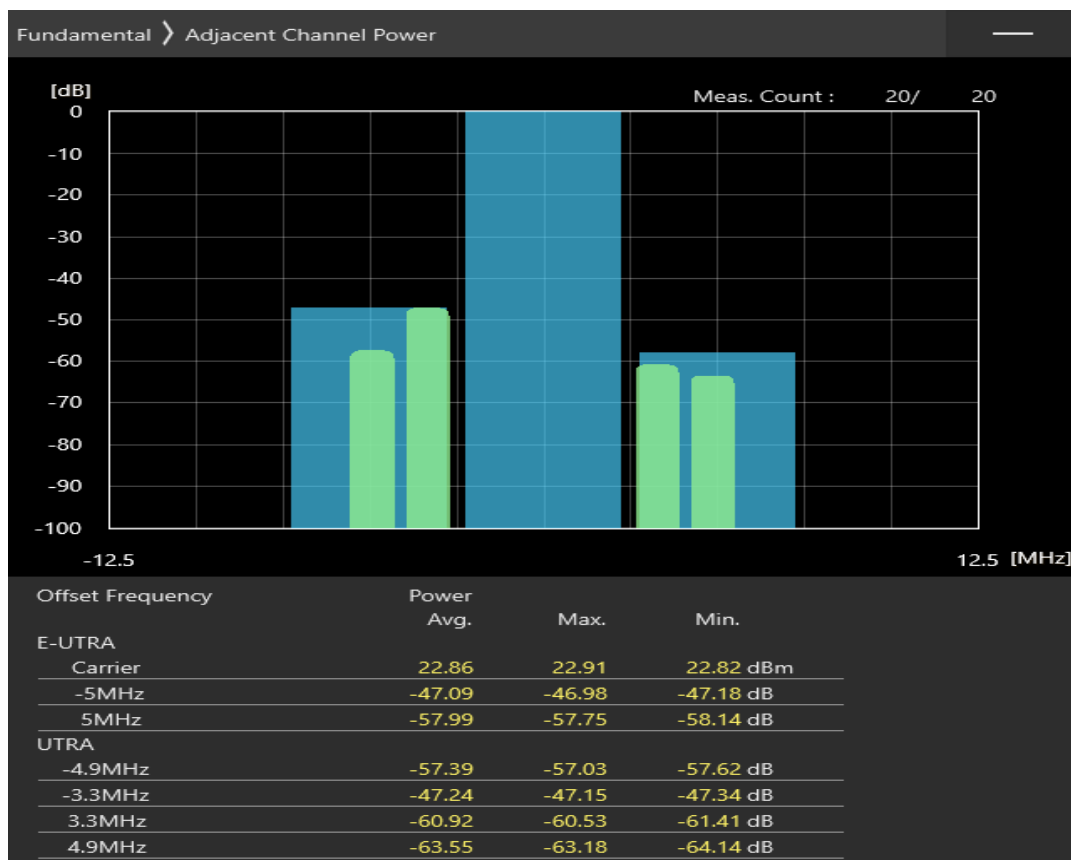 Fundamental ❯ Adjacent Channel Power
[dB]
Meas. Count : 20/ 20
0
-10
-20
-30
-40
-50
-60
-70
-80
-90
-100
-12.5 12.5 [MHz]
Offset Frequency Power
Avg. Max. Min.
E-UTRA
Carrier 22.86 22.91 22.82 dBm
-5MHz -47.09 -46.98 -47.18 dB
5MHz -57.99 -57.75 -58.14 dB
UTRA
-4.9MHz -57.39 -57.03 -57.62 dB
-3.3MHz -47.24 -47.15 -47.34 dB
3.3MHz -60.92 -60.53 -61.41 dB
4.9MHz -63.55 -63.18 -64.14 dB